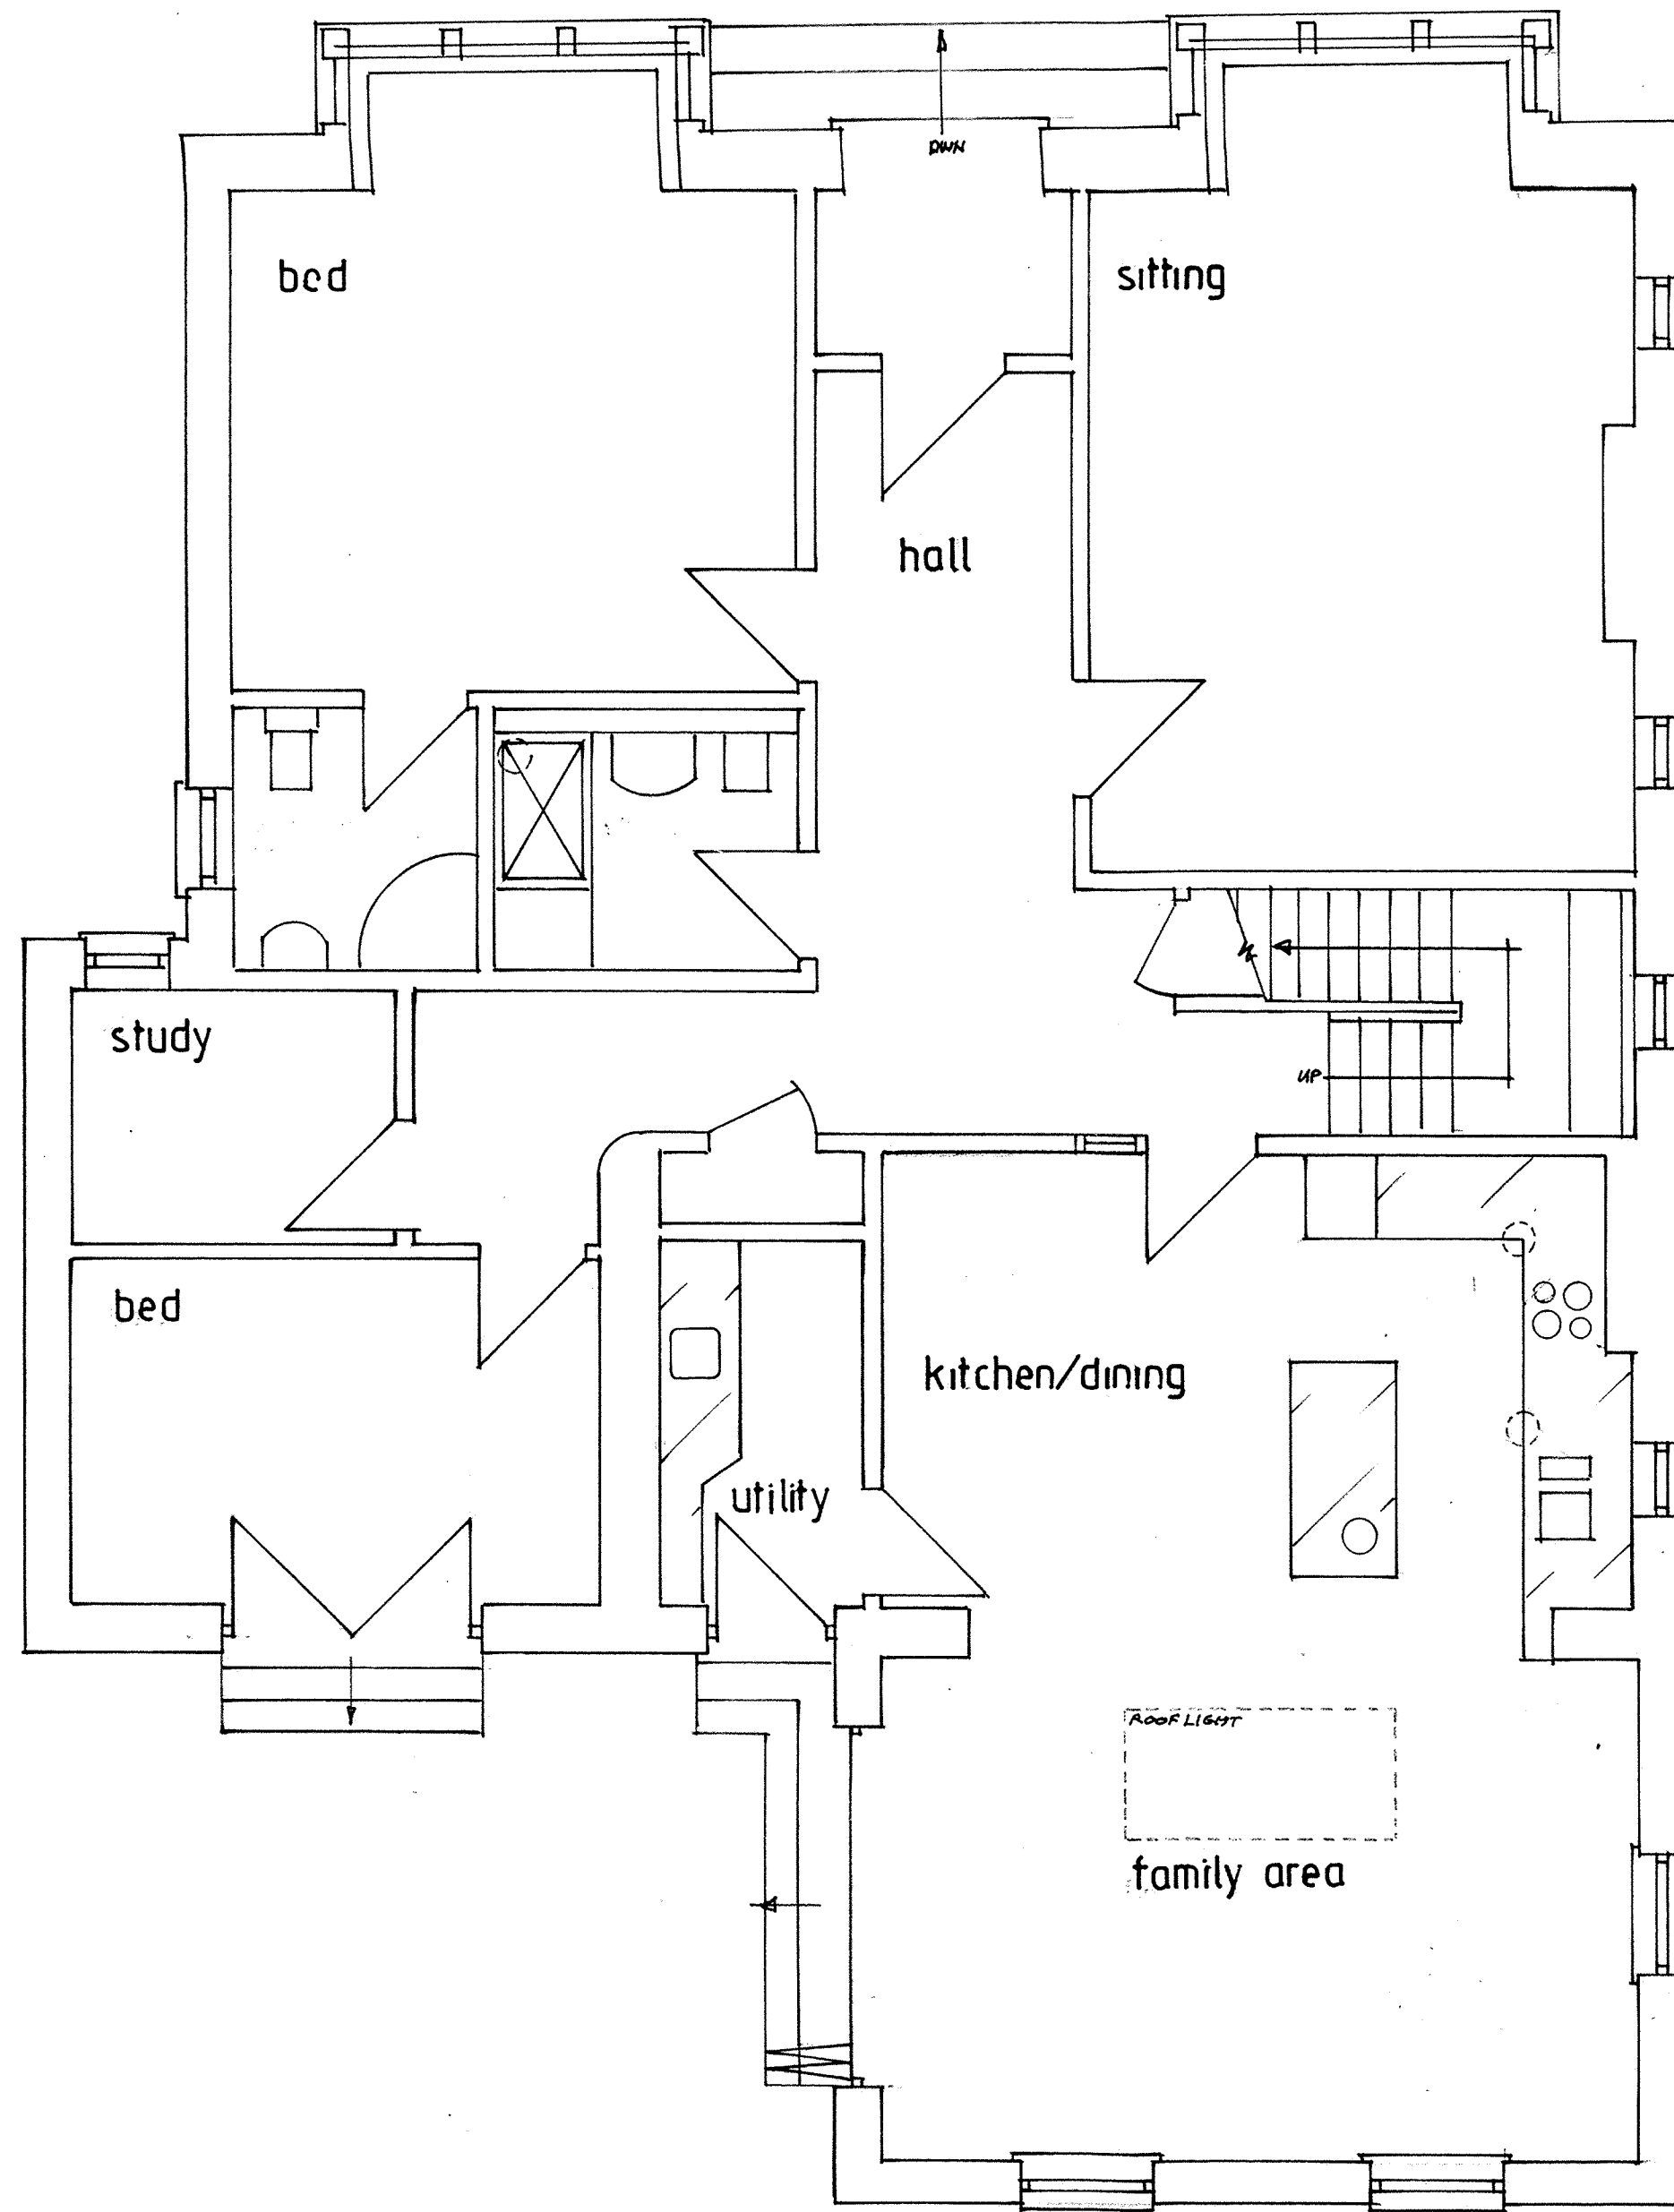 DWN
bed
sitting
hall
study
UP
bed
kitchen/dining
utility
ROOF LIGHT
family area